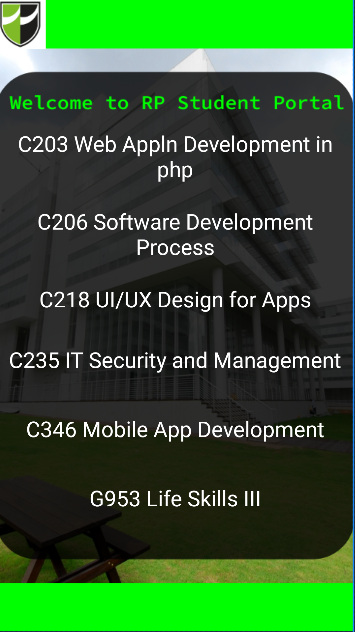 Welcome to RP Student Portal
C203 Web Appln Development in
php
C206 Software Development
Process
C218 UI/UX Design for Apps
C235 IT Security and Management
C346 Mobile App Development
G953 Life Skills III